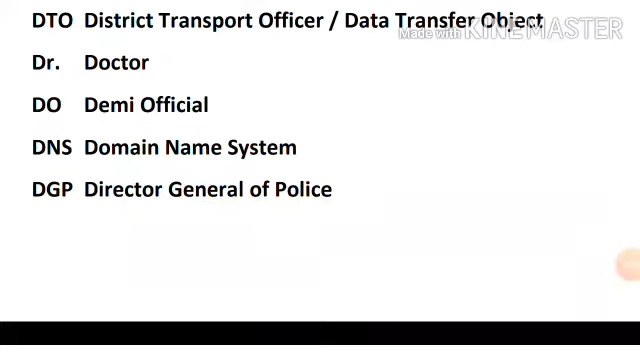 DTO District Transport Officer / Data Transfer Object
Made with KINEMASTER
Dr. Doctor
DO Demi Official
DNS Domain Name System
DGP Director General of Police